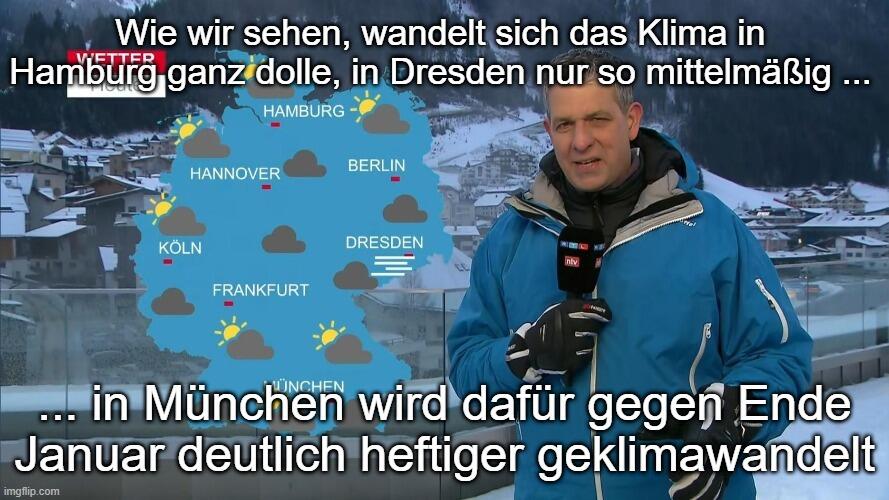 Wie wir sehen, wandelt sich das Klima in
WETTER
Hamburg ganz dolle, in Dresden nur so mittelmäßig ...
HAMBURG
HANNOVER
BERLIN
KÖLN
DRESDEN
RTL
ntv
FRANKFURT
MÜNCHEN
... in München wird dafür gegen Ende
Januar deutlich heftiger geklimawandelt
imgflip.com